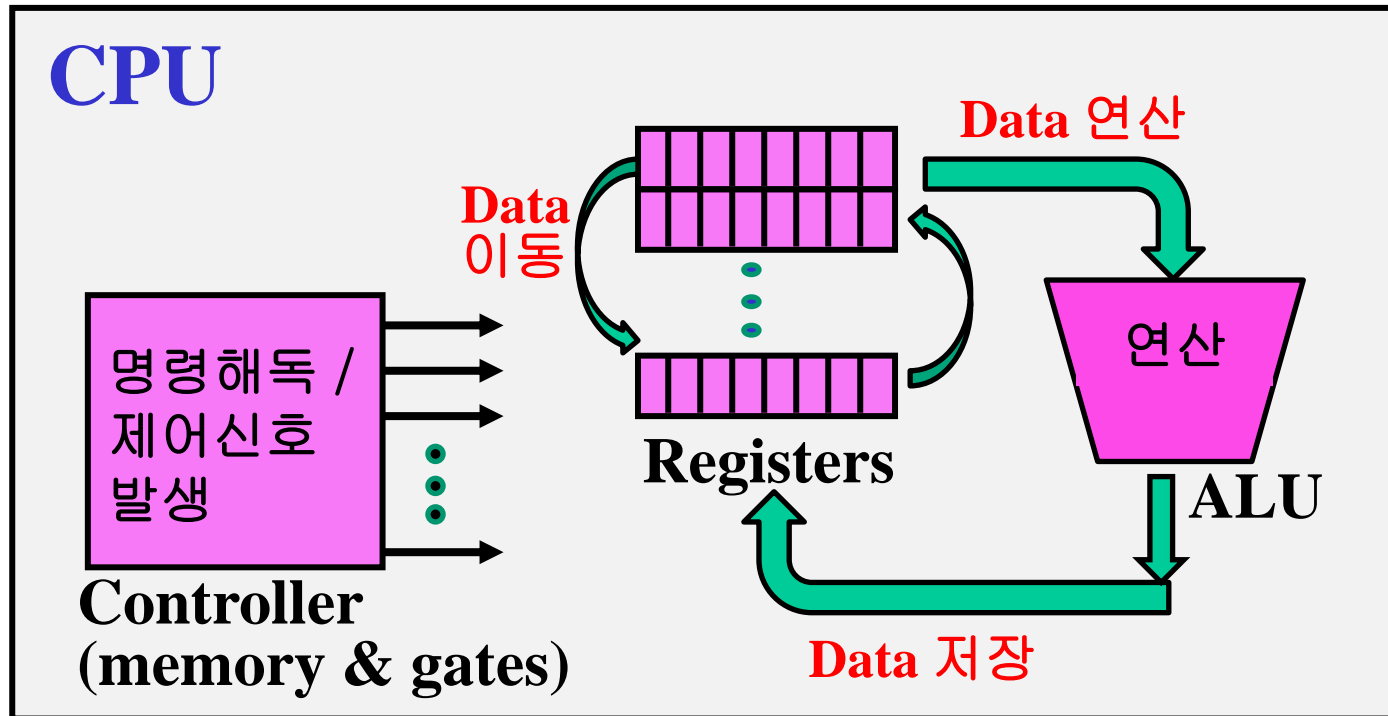 CPU
Data 연산
Data
이동
명령해독 /
제어신호
발생
연산
Registers
ALU
Controller
(memory & gates)
Data 저장